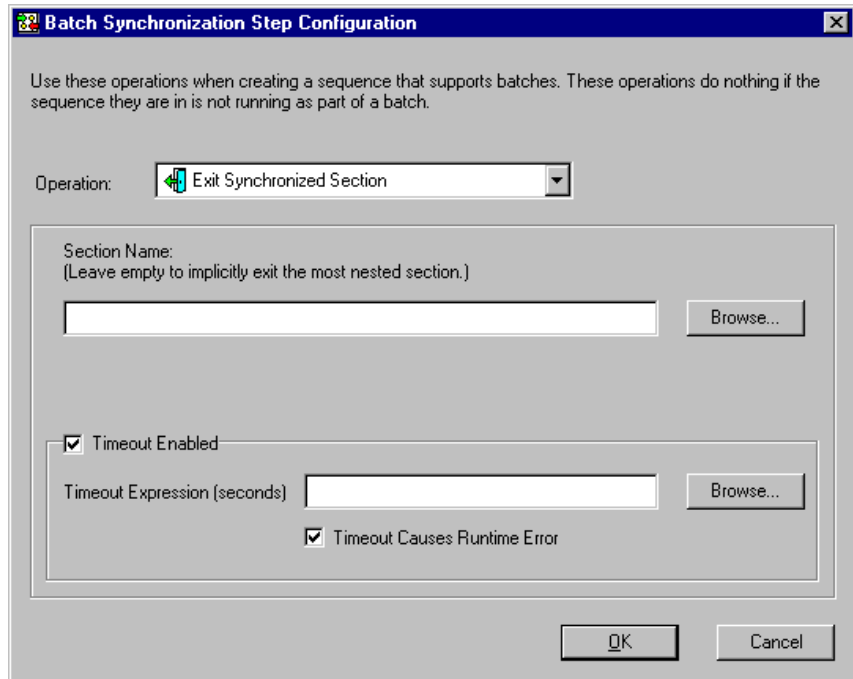 Batch Synchronization Step Configuration
Use these operations when creating a sequence that supports batches. These operations do nothing if the
sequence they are in is not running as part of a batch.
Operation: Exit Synchronized Section
Section Name:
(Leave empty to implicitly exit the most nested section.)
Browse...
Timeout Enabled
Timeout Expression (seconds) Browse...
Timeout Causes Runtime Error
OK Cancel